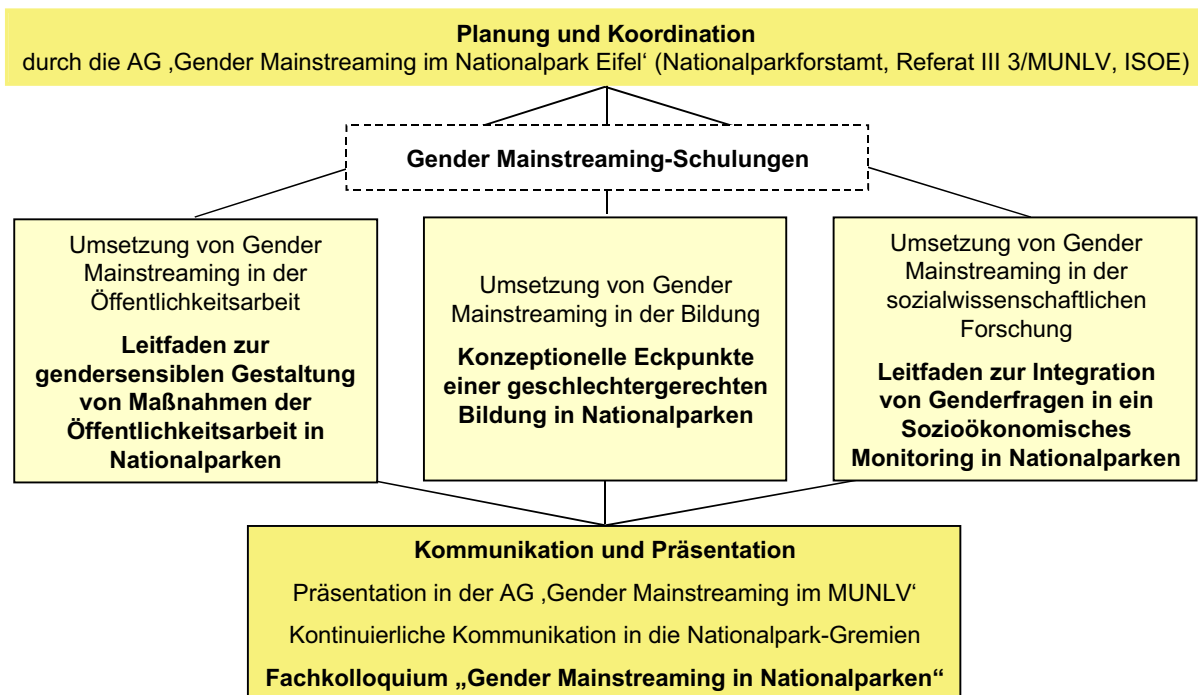 Planung und Koordination
durch die AG ‚Gender Mainstreaming im Nationalpark Eifel‘ (Nationalparkforstamt, Referat III 3/MUNLV, ISOE)
Gender Mainstreaming-Schulungen
Umsetzung von Gender
Mainstreaming in der
Öffentlichkeitsarbeit
Leitfaden zur
gendersensiblen Gestaltung
von Maßnahmen der
Öffentlichkeitsarbeit in
Nationalparken
Umsetzung von Gender
Mainstreaming in der Bildung
Konzeptionelle Eckpunkte
einer geschlechtergerechten
Bildung in Nationalparken
Umsetzung von Gender
Mainstreaming in der
sozialwissenschaftlichen
Forschung
Leitfaden zur Integration
von Genderfragen in ein
Sozioökonomisches
Monitoring in Nationalparken
Kommunikation und Präsentation
Präsentation in der AG ‚Gender Mainstreaming im MUNLV‘
Kontinuierliche Kommunikation in die Nationalpark-Gremien
Fachkolloquium „Gender Mainstreaming in Nationalparken“